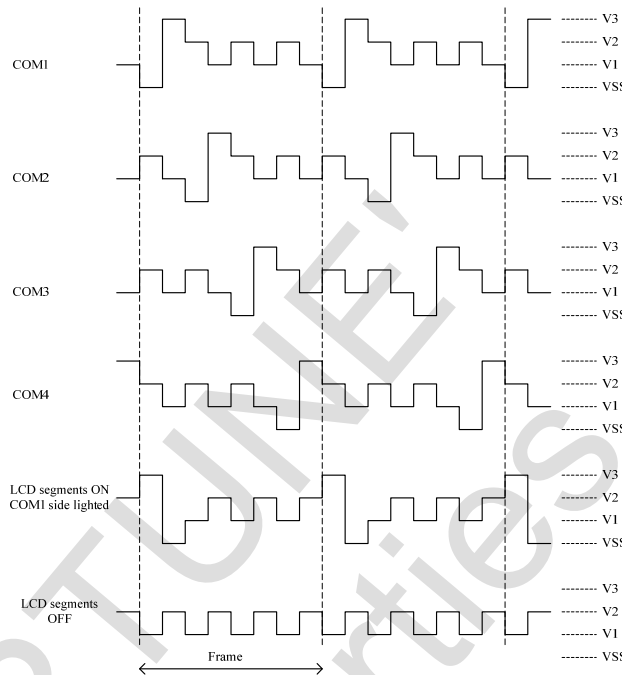 COM1
V3
V2
V1
VSS
COM2
V3
V2
V1
VSS
COM3
V3
V2
V1
VSS
COM4
V3
V2
V1
VSS
LCD segments ON
COM1 side lighted
V3
V2
V1
VSS
LCD segments
OFF
V3
V2
V1
VSS
Frame